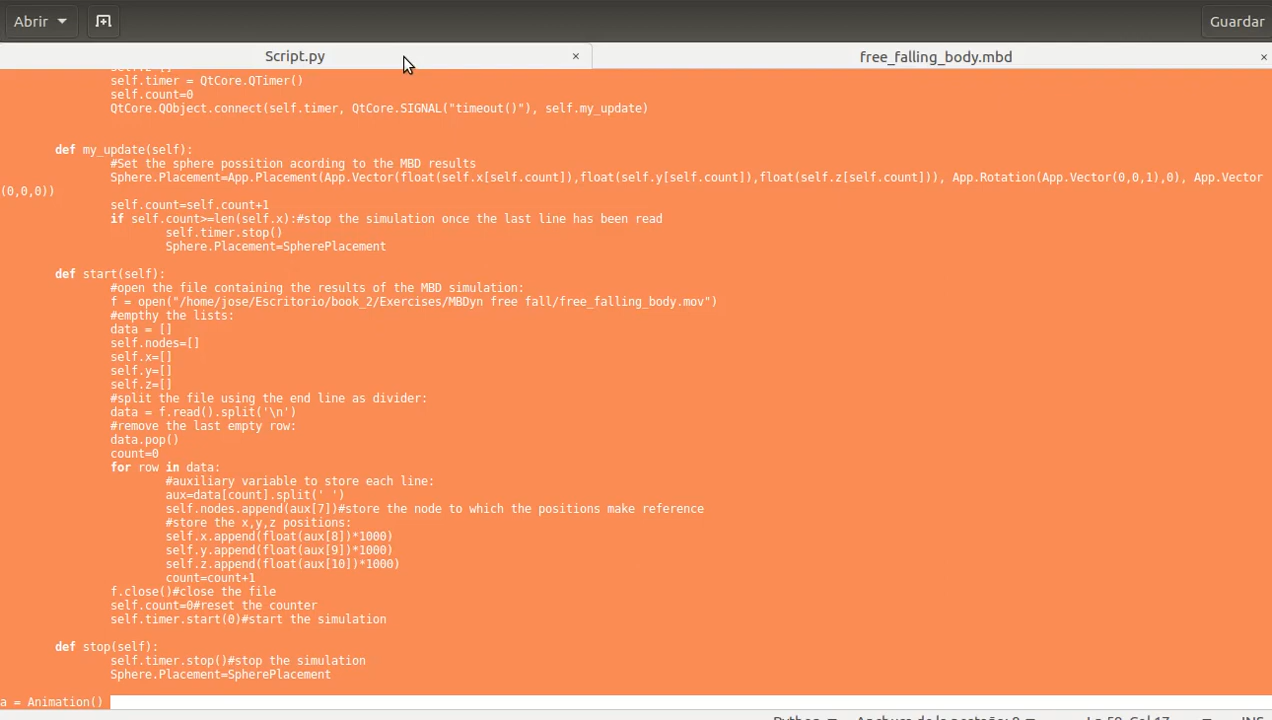 Abrir
Guardar
Script.py ×
free_falling_body.mbd ×
self.timer = QtCore.QTimer()
self.count=0
QtCore.QObject.connect(self.timer, QtCore.SIGNAL("timeout()"), self.my_update)
def my_update(self):
#Set the sphere possition acording to the MBD results
Sphere.Placement=App.Placement(App.Vector(float(self.x[self.count]),float(self.y[self.count]),float(self.z[self.count])), App.Rotation(App.Vector(0,0,1),0), App.Vector
(0,0,0))
self.count=self.count+1
if self.count>=len(self.x):#stop the simulation once the last line has been read
self.timer.stop()
Sphere.Placement=SpherePlacement
def start(self):
#open the file containing the results of the MBD simulation:
f = open("/home/jose/Escritorio/book_2/Exercises/MBDyn free fall/free_falling_body.mov")
#empthy the lists:
data = []
self.nodes=[]
self.x=[]
self.y=[]
self.z=[]
#split the file using the end line as divider:
data = f.read().split('\n')
#remove the last empty row:
data.pop()
count=0
for row in data:
#auxiliary variable to store each line:
aux=data[count].split(' ')
self.nodes.append(aux[7])#store the node to which the positions make reference
#store the x,y,z positions:
self.x.append(float(aux[8])*1000)
self.y.append(float(aux[9])*1000)
self.z.append(float(aux[10])*1000)
count=count+1
f.close()#close the file
self.count=0#reset the counter
self.timer.start(0)#start the simulation
def stop(self):
self.timer.stop()#stop the simulation
Sphere.Placement=SpherePlacement
a = Animation()